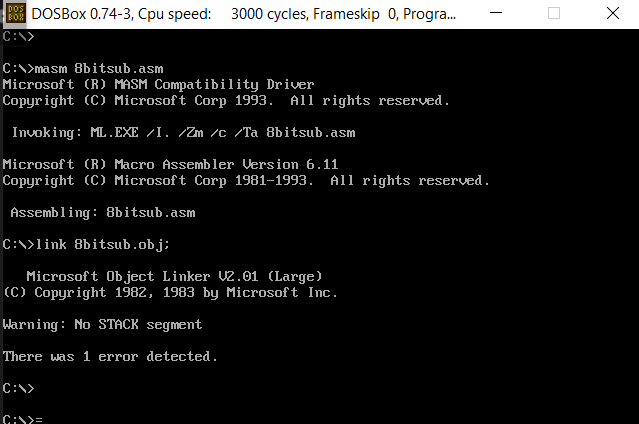 DOS
BOX
DOSBox 0.74-3, Cpu speed: 3000 cycles, Frameskip 0, Progra...
C:\>
C:\>masm 8bitsub.asm
Microsoft (R) MASM Compatibility Driver
Copyright (C) Microsoft Corp 1993. All rights reserved.
Invoking: ML.EXE /I. /Zm /c /Ta 8bitsub.asm
Microsoft (R) Macro Assembler Version 6.11
Copyright (C) Microsoft Corp 1981-1993. All rights reserved.
Assembling: 8bitsub.asm
C:\>link 8bitsub.obj;
Microsoft Object Linker V2.01 (Large)
(C) Copyright 1982, 1983 by Microsoft Inc.
Warning: No STACK segment
There was 1 error detected.
C:\>
C:\>=